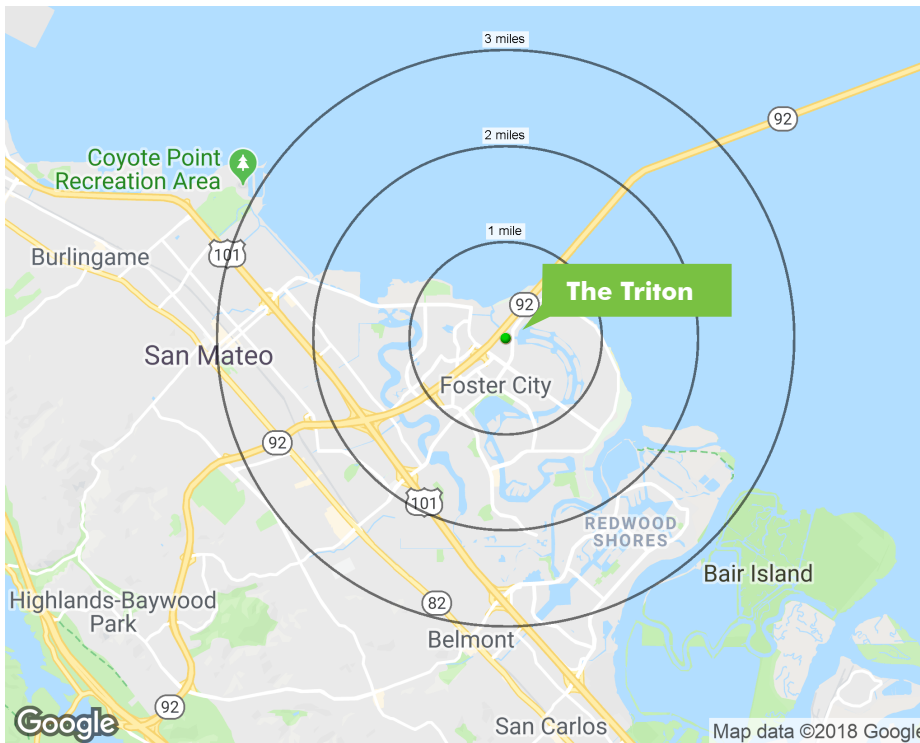 3 miles
92
2 miles
Coyote Point
Recreation Area
1 mile
101
Burlingame
The Triton
92
San Mateo
Foster City
92
101
REDWOOD
SHORES
Bair Island
Highlands-Baywood
Park
82
Belmont
92
Google
San Carlos
Map data ©2018 Google